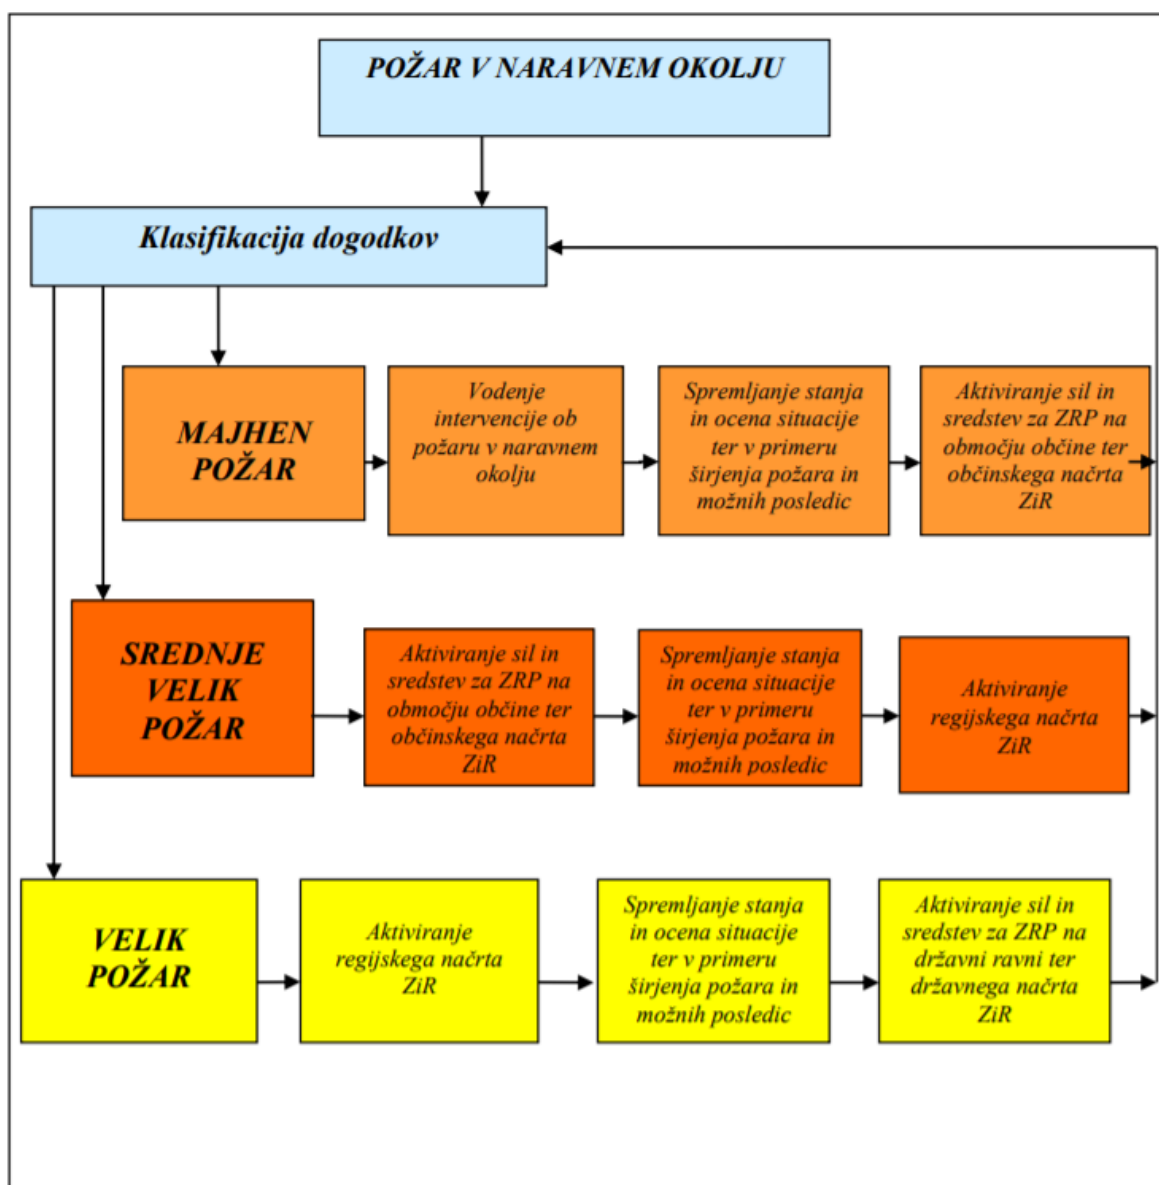 POŽAR V NARAVNEM OKOLJU
Klasifikacija dogodkov
MAJHEN
POŽAR
Vodenje
intervencije ob
požaru v naravnem
okolju
Spremljanje stanja
in ocena situacije
ter v primeru
širjenja požara in
možnih posledic
Aktiviranje sil in
sredstev za ZRP na
območju občine ter
občinskega načrta
ZiR
SREDNJE
VELIK
POŽAR
Aktiviranje sil in
sredstev za ZRP na
območju občine ter
občinskega načrta
ZiR
Spremljanje stanja
in ocena situacije
ter v primeru
širjenja požara in
možnih posledic
Aktiviranje
regijskega načrta
ZiR
VELIK
POŽAR
Aktiviranje
regijskega načrta
ZiR
Spremljanje stanja
in ocena situacije
ter v primeru
širjenja požara in
možnih posledic
Aktiviranje sil in
sredstev za ZRP na
državni ravni ter
državnega načrta
ZiR